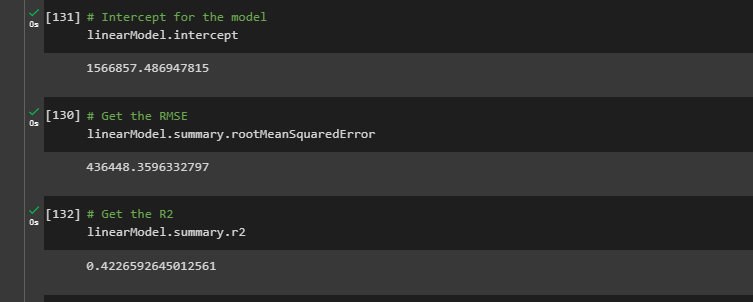 [131] # Intercept for the model
0s linearModel.intercept
1566857.486947815
[130] # Get the RMSE
0s linearModel.summary.rootMeanSquaredError
436448.3596332797
[132] # Get the R2
0s linearModel.summary.r2
0.4226592645012561